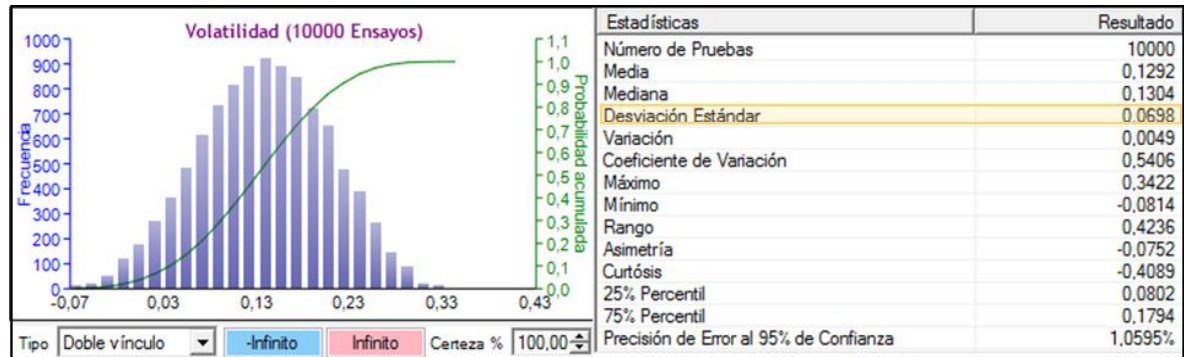 Volatilidad (10000 Ensayos)
Frecuencia
1000
900
800
700
600
500
400
300
200
100
0
-0,07 0,03 0,13 0,23 0,33 0,43
1,1
1,0
0,9
0,8
0,7
0,6
0,5
0,4
0,3
0,2
0,1
0,0
Probabilidad acumulada
Tipo Doble vínculo -Infinito Infinito Certeza % 100,00
Estadísticas Resultado
Número de Pruebas 10000
Media 0,1292
Mediana 0,1304
Desviación Estándar 0,0698
Variación 0,0049
Coeficiente de Variación 0,5406
Máximo 0,3422
Mínimo -0,0814
Rango 0,4236
Asimetría -0,0752
Curtósis -0,4089
25% Percentil 0,0802
75% Percentil 0,1794
Precisión de Error al 95% de Confianza 1,0595%